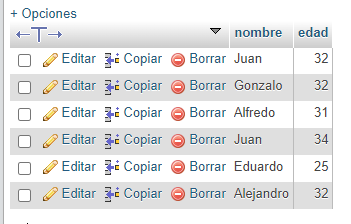 + Opciones
nombre edad
Editar Copiar Borrar Juan 32
Editar Copiar Borrar Gonzalo 32
Editar Copiar Borrar Alfredo 31
Editar Copiar Borrar Juan 34
Editar Copiar Borrar Eduardo 25
Editar Copiar Borrar Alejandro 32